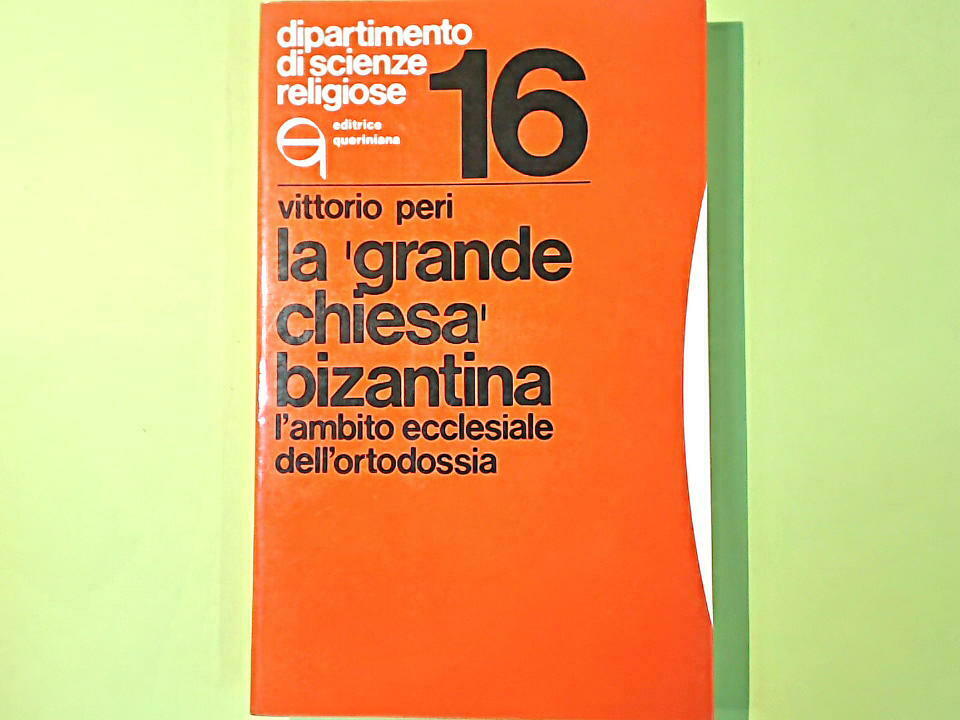 dipartimento
di scienze
religiose
16
editrice
queriniana
vittorio peri
la 'grande
chiesa'
bizantina
l'ambito ecclesiale
dell'ortodossia